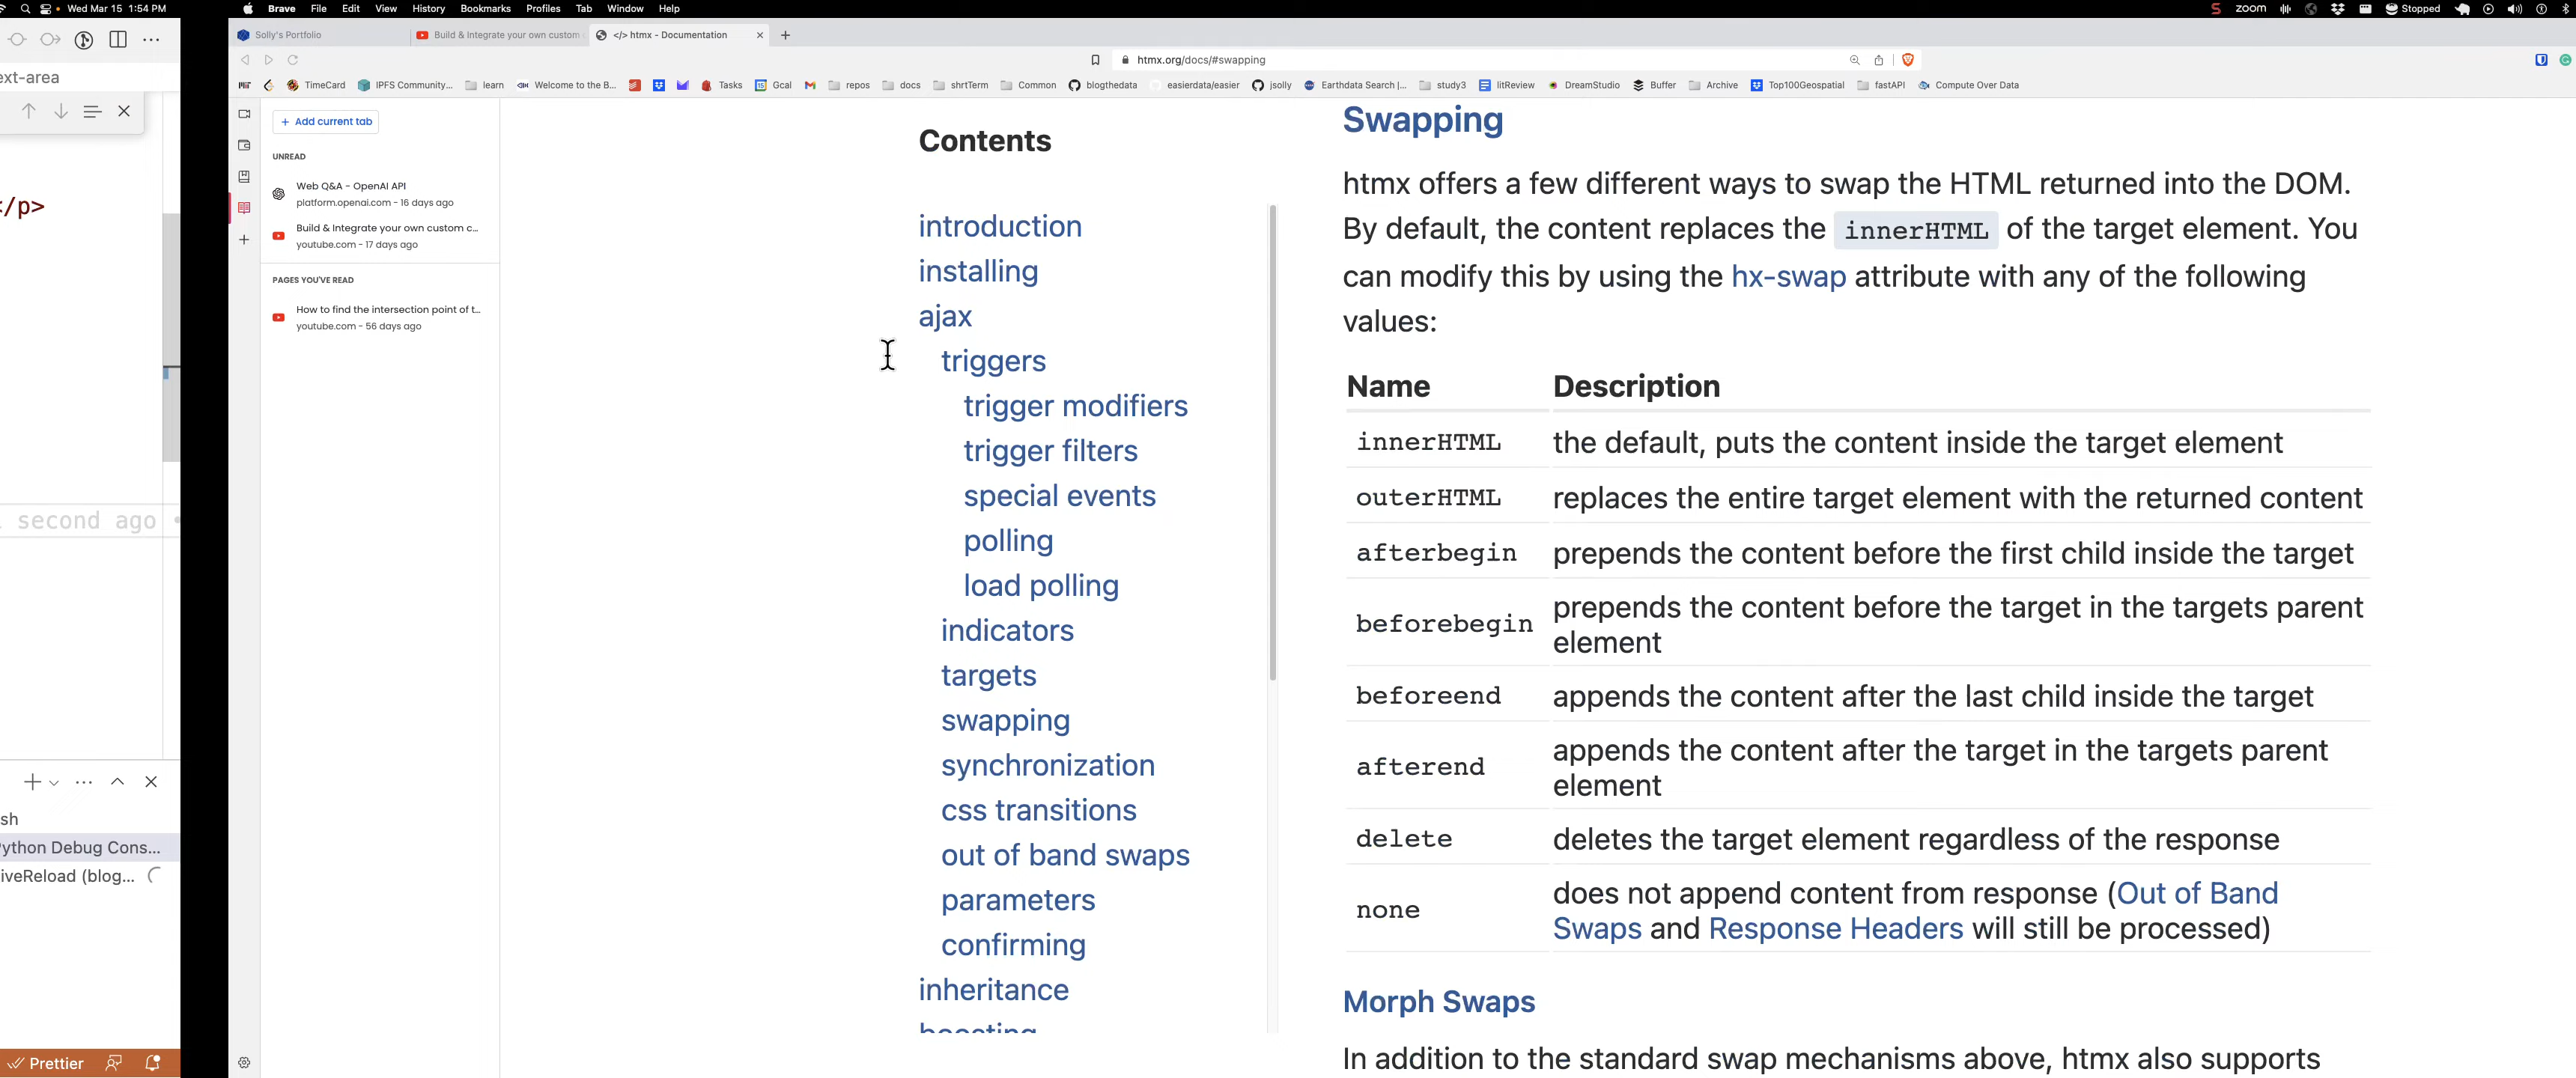 Wed Mar 15 1:54 PM
ext-area
</p>
second ago
sh
ython Debug Cons...
iveReload (blog...
Prettier
Brave File Edit View History Bookmarks Profiles Tab Window Help
zoom Stopped
Solly's Portfolio
Build & Integrate your own custom
</> htmx - Documentation
htmx.org/docs/#swapping
TimeCard IPFS Community... learn Welcome to the B... Tasks Gcal repos docs shrtTerm Common blogthedata easierdata/easier jsolly Earthdata Search |... study3 litReview DreamStudio Buffer Archive Top100Geospatial fastAPI Compute Over Data
+ Add current tab
UNREAD
Web Q&A - OpenAI API
platform.openai.com - 16 days ago
Build & Integrate your own custom c...
youtube.com - 17 days ago
PAGES YOU'VE READ
How to find the intersection point of t...
youtube.com - 56 days ago
Contents
introduction
installing
ajax
triggers
trigger modifiers
trigger filters
special events
polling
load polling
indicators
targets
swapping
synchronization
css transitions
out of band swaps
parameters
confirming
inheritance
boosting
Swapping
htmx offers a few different ways to swap the HTML returned into the DOM.
By default, the content replaces the innerHTML of the target element. You
can modify this by using the hx-swap attribute with any of the following
values:
Name Description
innerHTML the default, puts the content inside the target element
outerHTML replaces the entire target element with the returned content
afterbegin prepends the content before the first child inside the target
beforebegin prepends the content before the target in the targets parent
element
beforeend appends the content after the last child inside the target
afterend appends the content after the target in the targets parent
element
delete deletes the target element regardless of the response
none does not append content from response (Out of Band
Swaps and Response Headers will still be processed)
Morph Swaps
In addition to the standard swap mechanisms above, htmx also supports